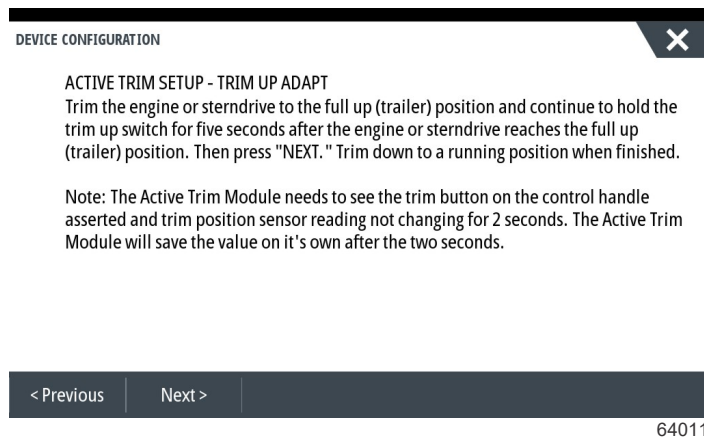 DEVICE CONFIGURATION
ACTIVE TRIM SETUP - TRIM UP ADAPT
Trim the engine or sterndrive to the full up (trailer) position and continue to hold the
trim up switch for five seconds after the engine or sterndrive reaches the full up
(trailer) position. Then press "NEXT." Trim down to a running position when finished.
Note: The Active Trim Module needs to see the trim button on the control handle
asserted and trim position sensor reading not changing for 2 seconds. The Active Trim
Module will save the value on it's own after the two seconds.
< Previous Next >
64011